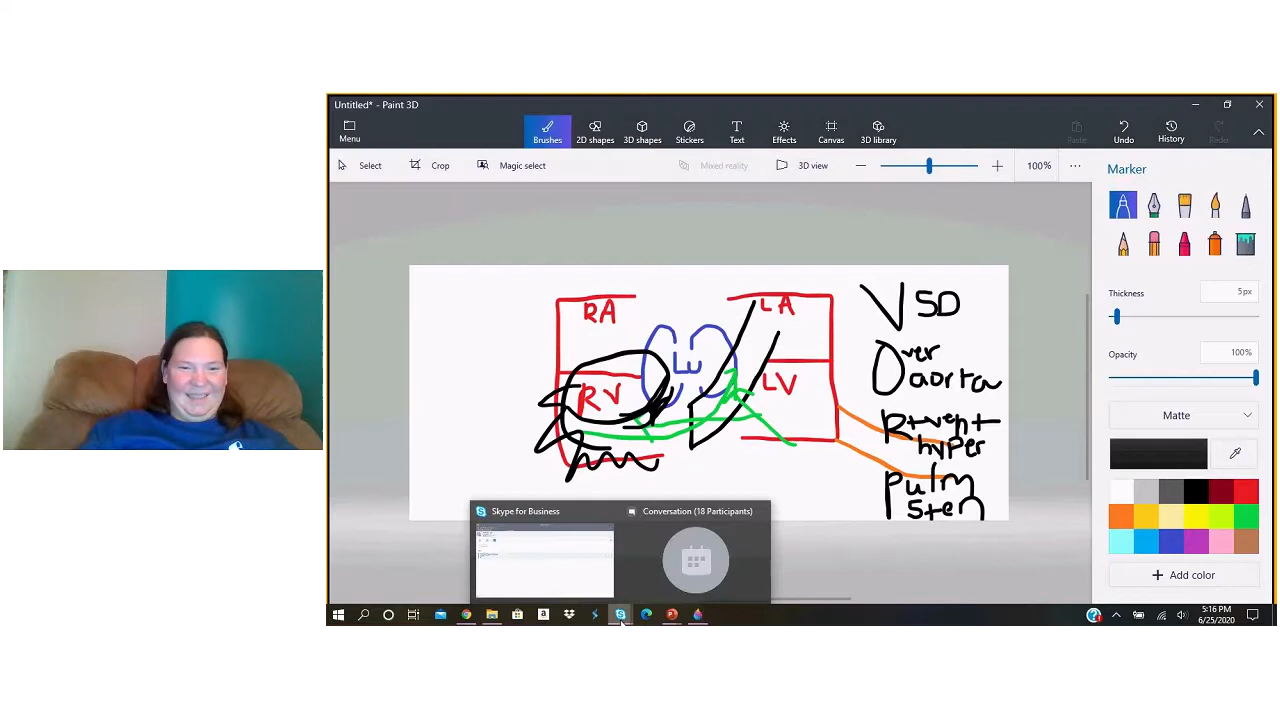 Untitled* - Paint 3D
Menu
Brushes
2D shapes
3D shapes
Stickers
Text
Effects
Canvas
3D library
Paste
Undo
History
Redo
Select
Crop
Magic select
Mixed reality
3D view
100%
Marker
Thickness
5px
Opacity
100%
Matte
Add color
RA
LA
Lu
RV
LV
VSD
Over
aorta
Rt vent
hyper
pulm
sten
Skype for Business
Conversation (18 Participants)
5:16 PM
6/25/2020